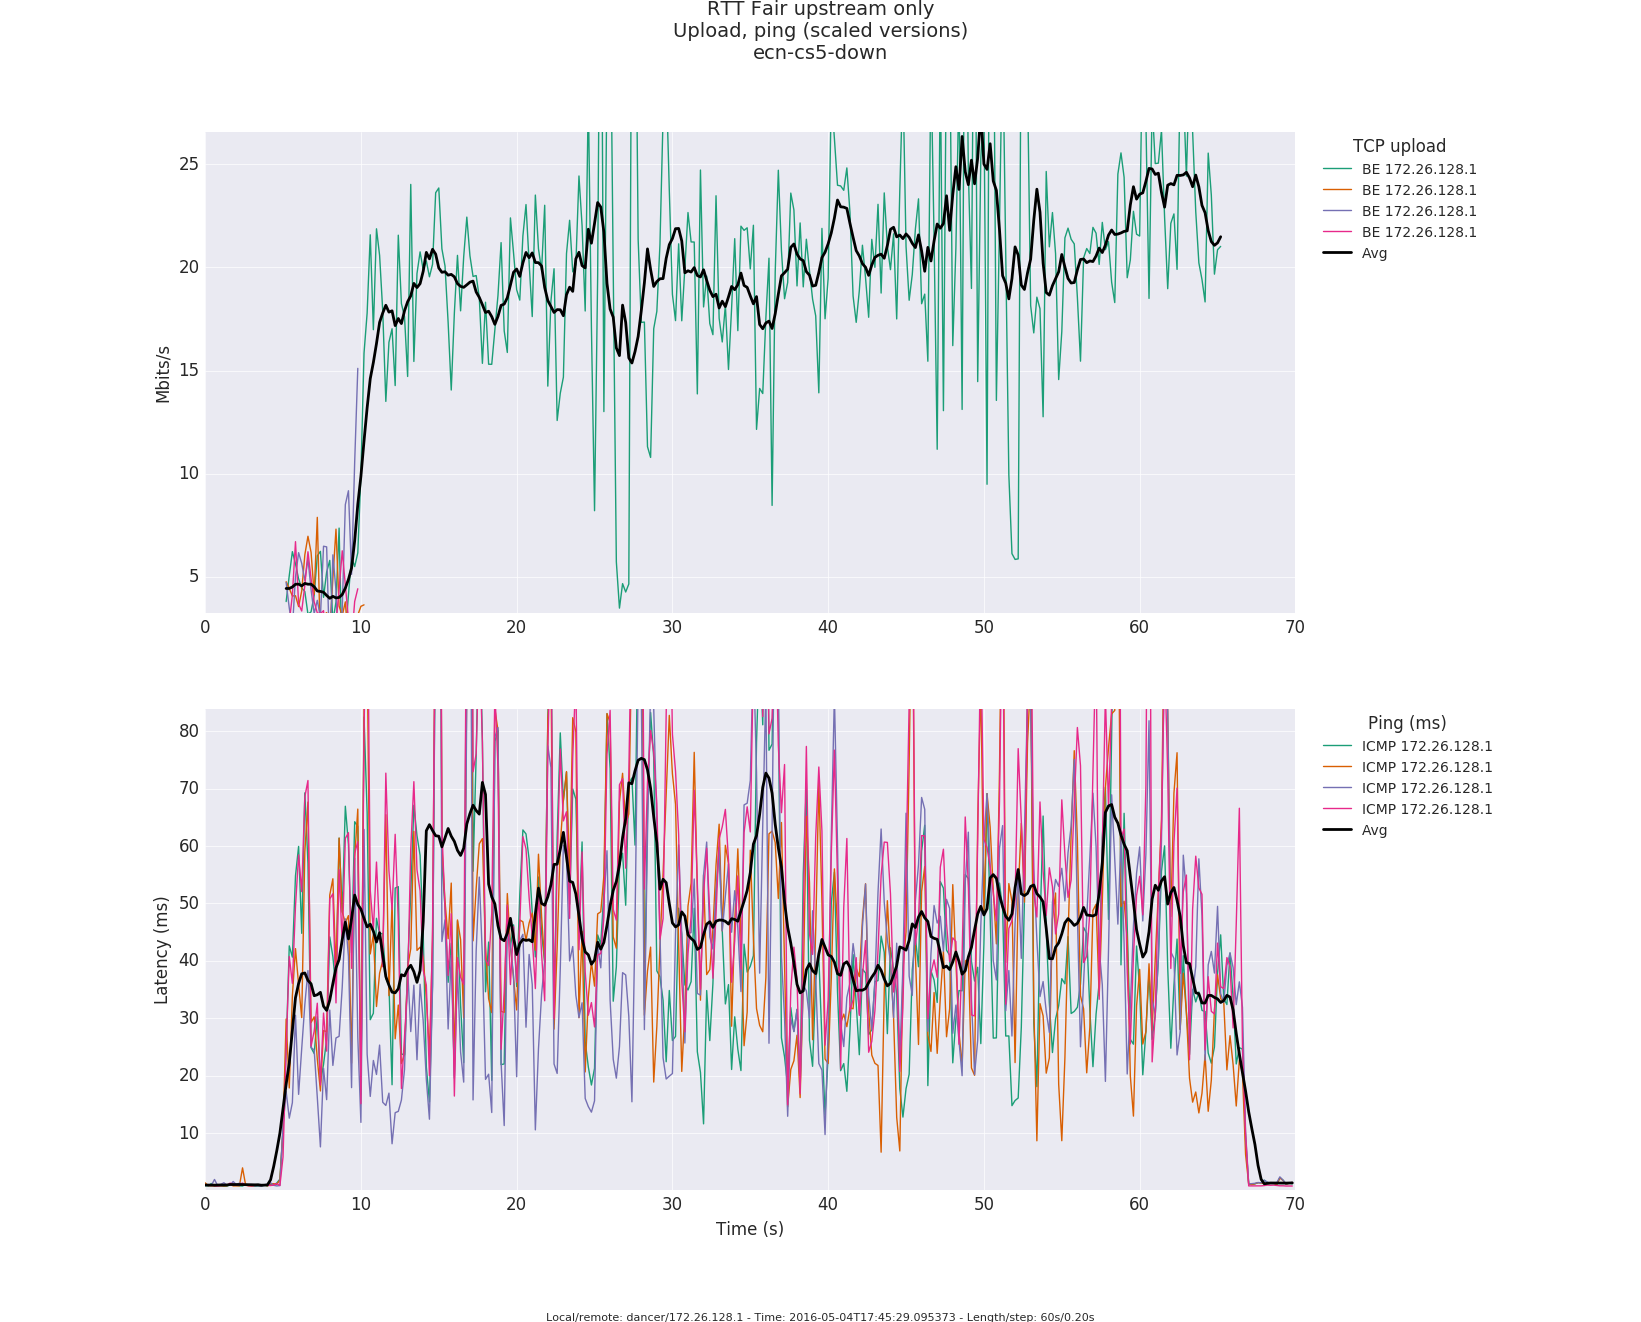 RTT Fair upstream only
Upload, ping (scaled versions)
ecn-cs5-down
TCP upload
BE 172.26.128.1
BE 172.26.128.1
BE 172.26.128.1
BE 172.26.128.1
Avg
Mbits/s
25
20
15
10
5
0 10 20 30 40 50 60 70
Ping (ms)
ICMP 172.26.128.1
ICMP 172.26.128.1
ICMP 172.26.128.1
ICMP 172.26.128.1
Avg
Latency (ms)
80
70
60
50
40
30
20
10
0 10 20 30 40 50 60 70
Time (s)
Local/remote: dancer/172.26.128.1 - Time: 2016-05-04T17:45:29.095373 - Length/step: 60s/0.20s